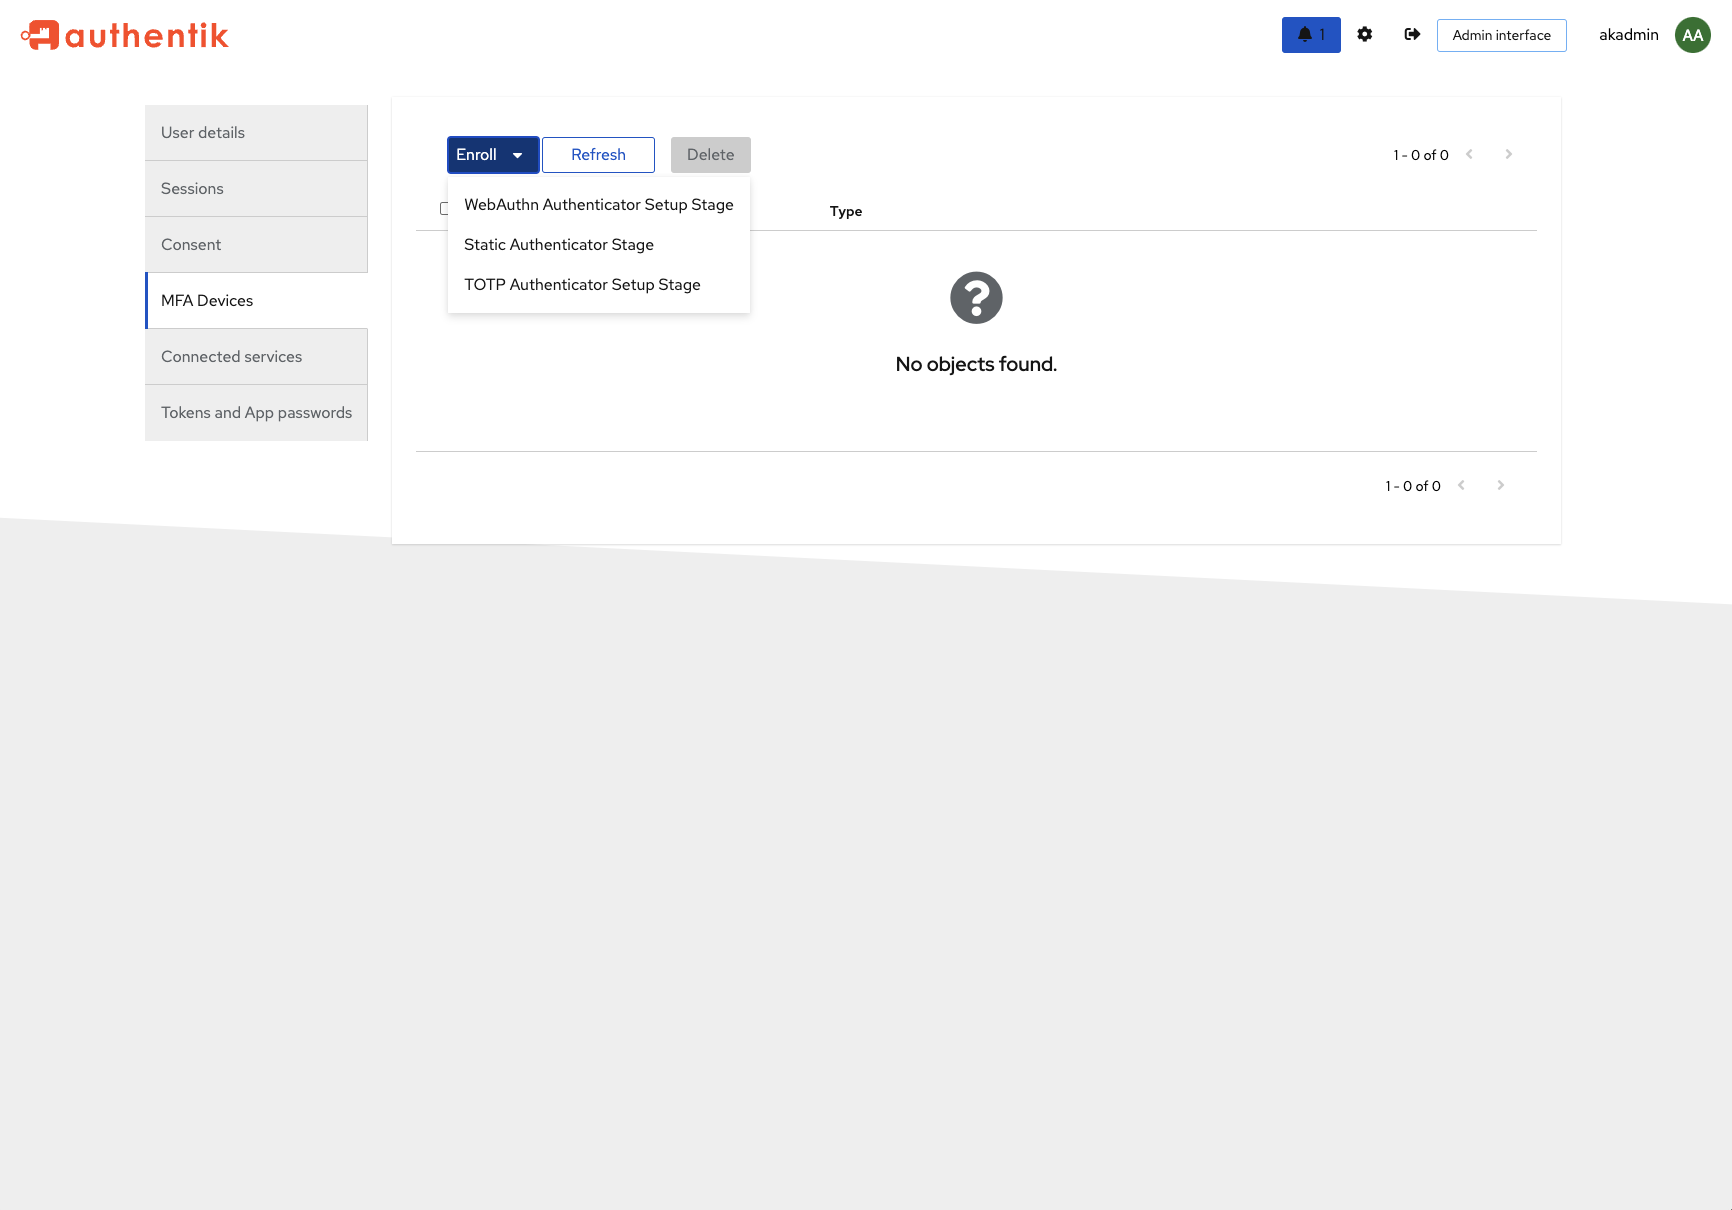 authentik
1
Admin interface
akadmin
AA
User details
Sessions
Consent
MFA Devices
Connected services
Tokens and App passwords
Enroll
Refresh
Delete
1 - 0 of 0
WebAuthn Authenticator Setup Stage
Static Authenticator Stage
TOTP Authenticator Setup Stage
Type
No objects found.
1 - 0 of 0